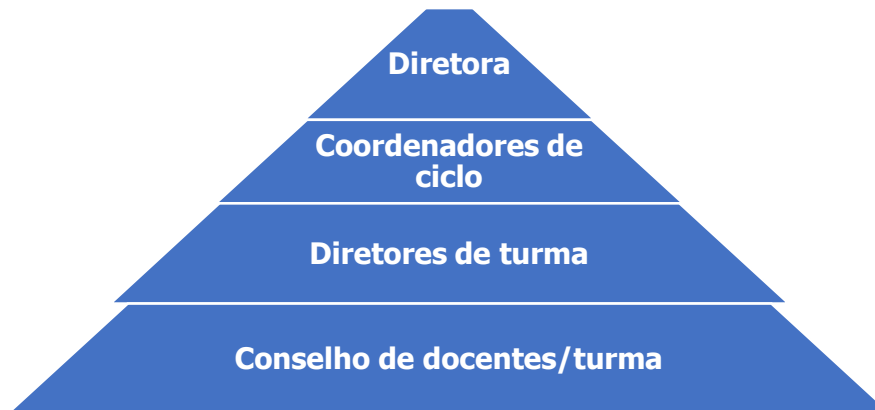 Diretora
Coordenadores de
ciclo
Diretores de turma
Conselho de docentes/turma